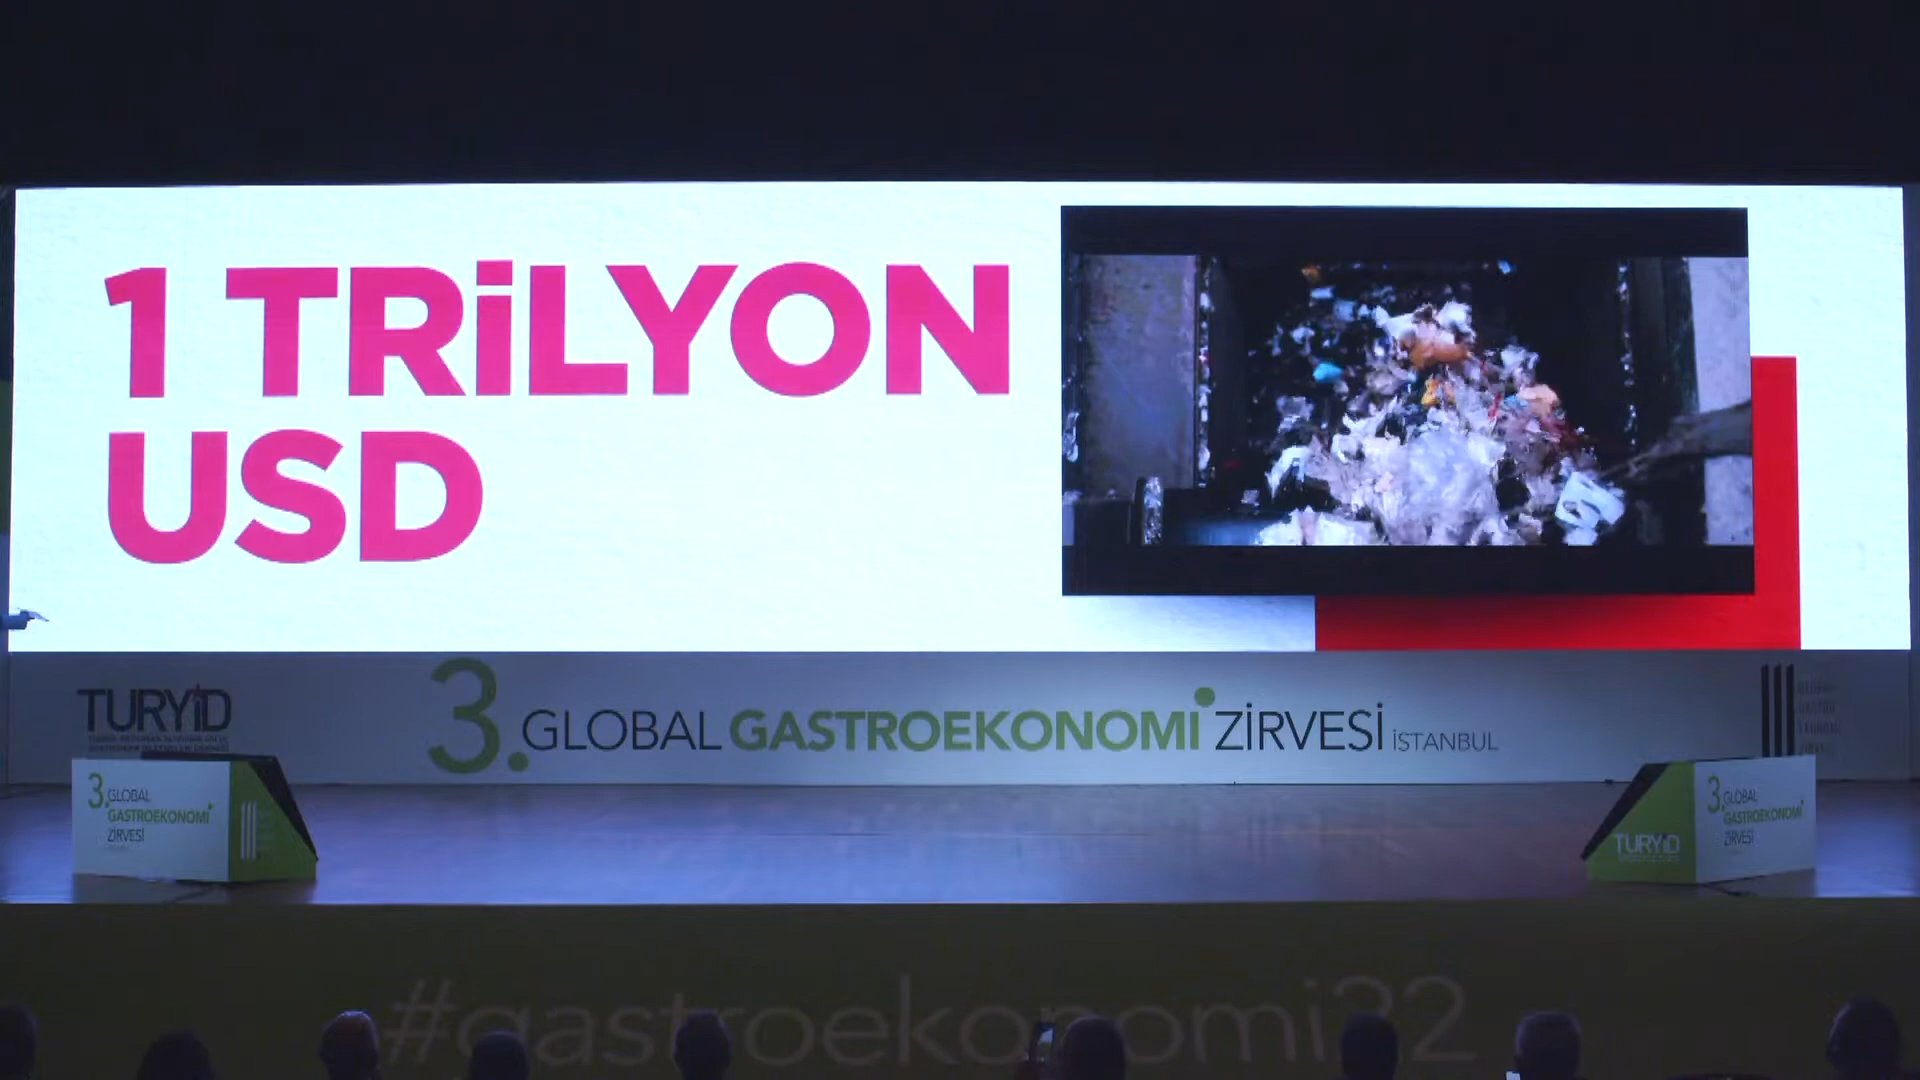 1 TRiLYON
USD
TURYİD
3. GLOBAL GASTROEKONOMİ ZİRVESİ İSTANBUL
3. GLOBAL
GASTROEKONOMİ
ZİRVESİ
3. GLOBAL
GASTROEKONOMİ
ZİRVESİ
TURYİD
#gastroekonomi22